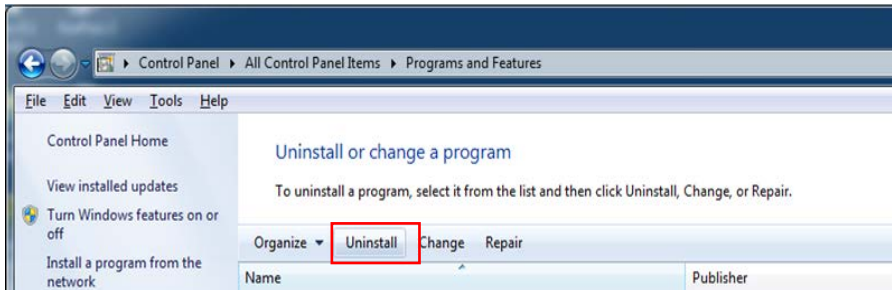 Control Panel ▸ All Control Panel Items ▸ Programs and Features
File Edit View Tools Help
Control Panel Home
View installed updates
Turn Windows features on or
off
Install a program from the
network
Uninstall or change a program
To uninstall a program, select it from the list and then click Uninstall, Change, or Repair.
Organize Uninstall Change Repair
Name Publisher